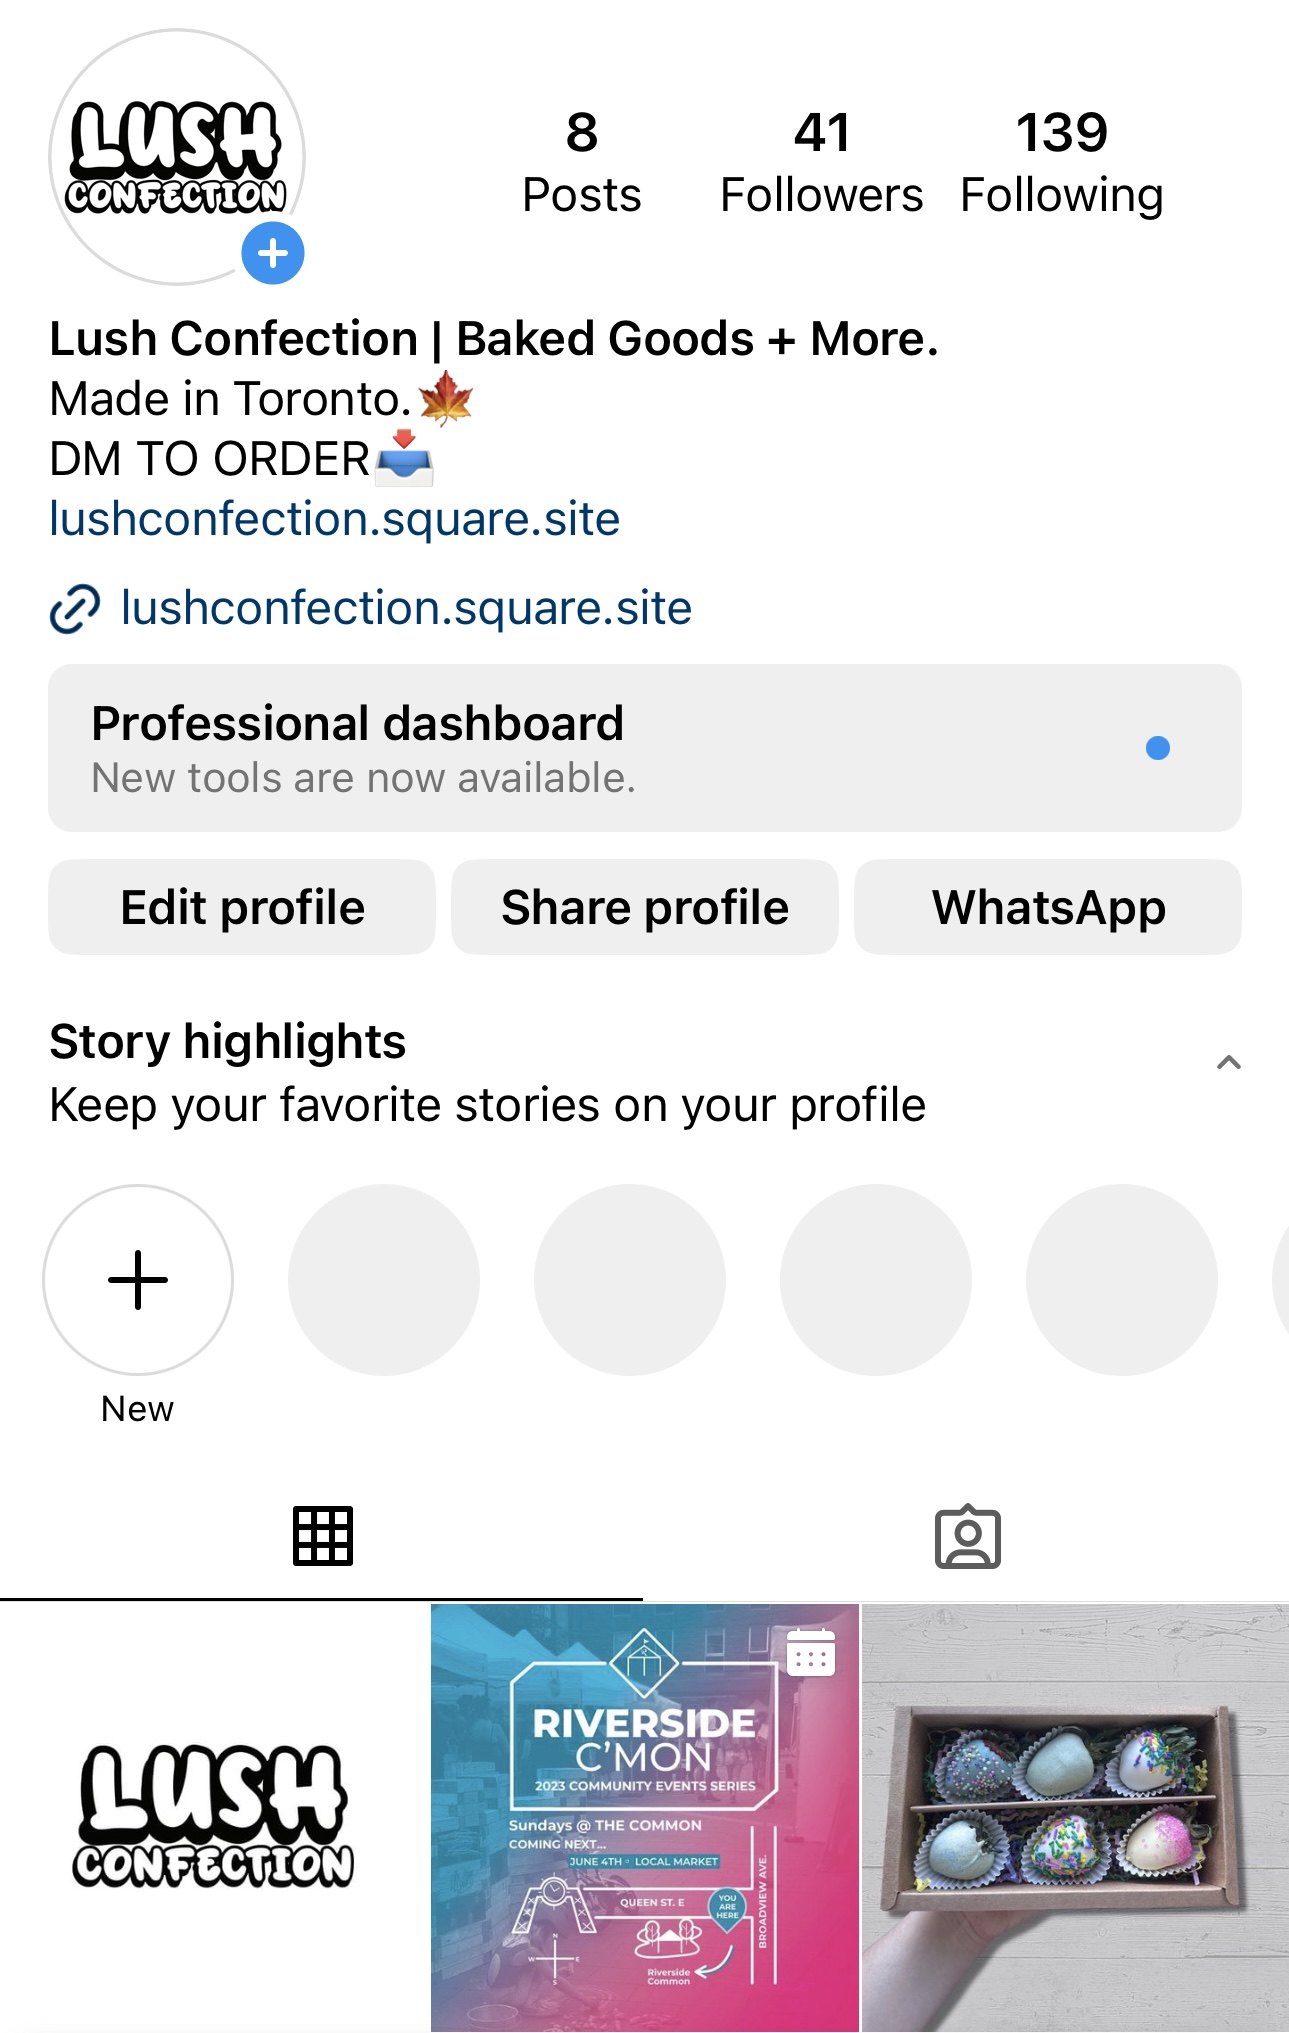 LUSH
CONFECTION
8
Posts
41
Followers
139
Following
Lush Confection | Baked Goods + More.
Made in Toronto.🍁
DM TO ORDER📥
lushconfection.square.site
lushconfection.square.site
Professional dashboard
New tools are now available.
Edit profile
Share profile
WhatsApp
Story highlights
Keep your favorite stories on your profile
New
LUSH
CONFECTION
RIVERSIDE
C'MON
2023 COMMUNITY EVENTS SERIES
Sundays @ THE COMMON
COMING NEXT...
JUNE 4TH LOCAL MARKET
QUEEN ST. E
YOU
ARE
HERE
BROADVIEW AVE.
N
W E
S
Riverside
Common